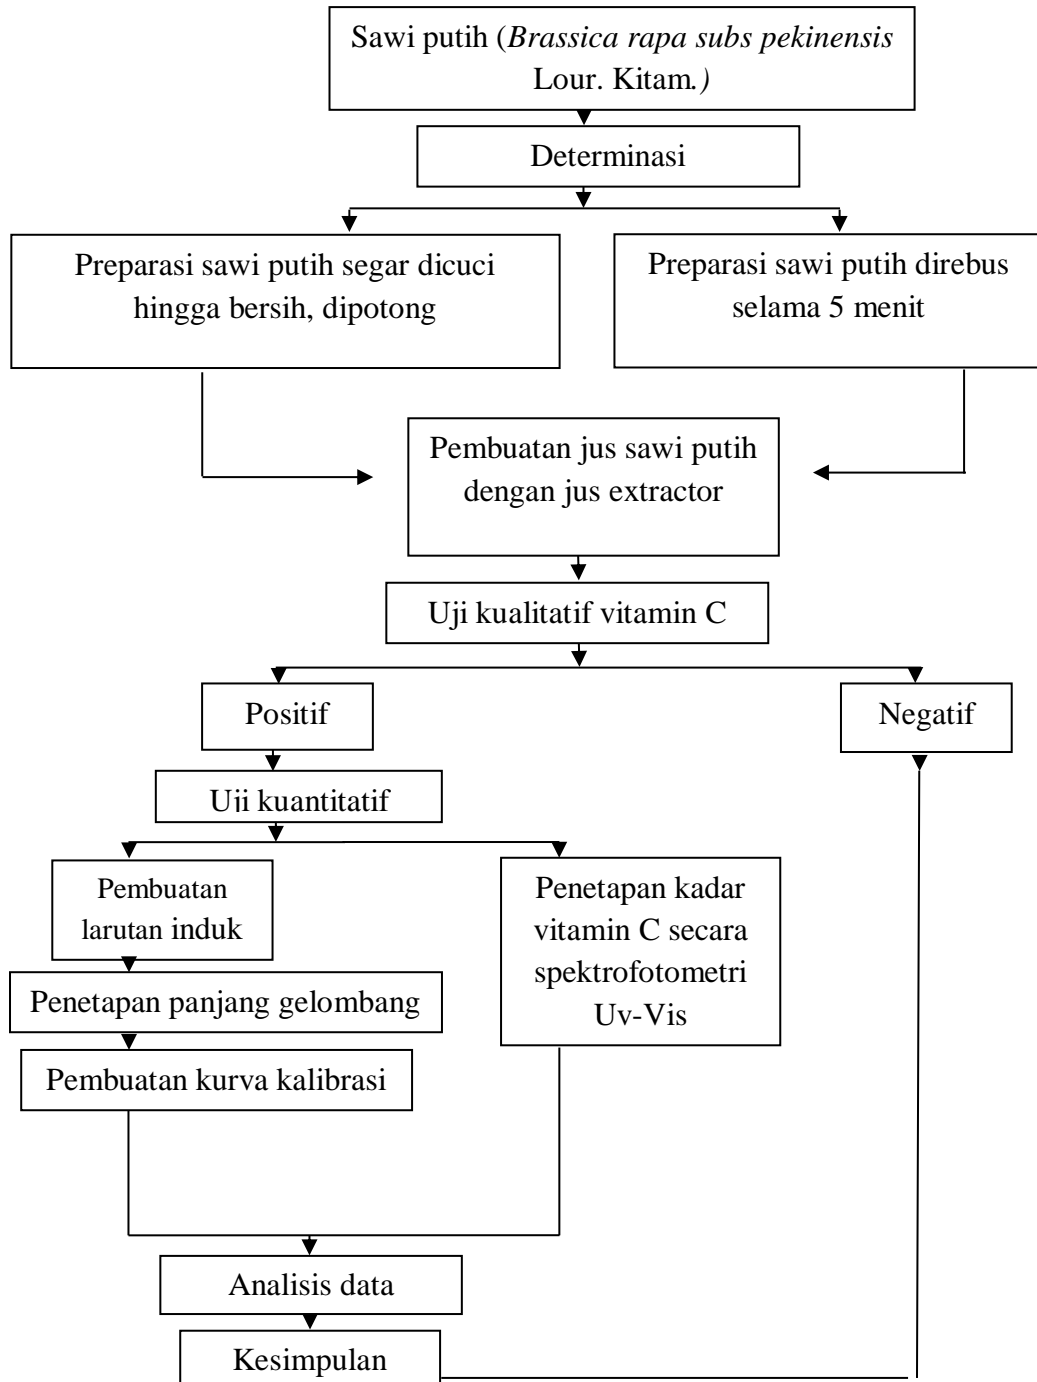 Sawi putih (Brassica rapa subs pekinensis
Lour. Kitam.)
Determinasi
Preparasi sawi putih segar dicuci
hingga bersih, dipotong
Preparasi sawi putih direbus
selama 5 menit
Pembuatan jus sawi putih
dengan jus extractor
Uji kualitatif vitamin C
Positif
Negatif
Uji kuantitatif
Pembuatan
larutan induk
Penetapan kadar
vitamin C secara
spektrofotometri
Uv-Vis
Penetapan panjang gelombang
Pembuatan kurva kalibrasi
Analisis data
Kesimpulan